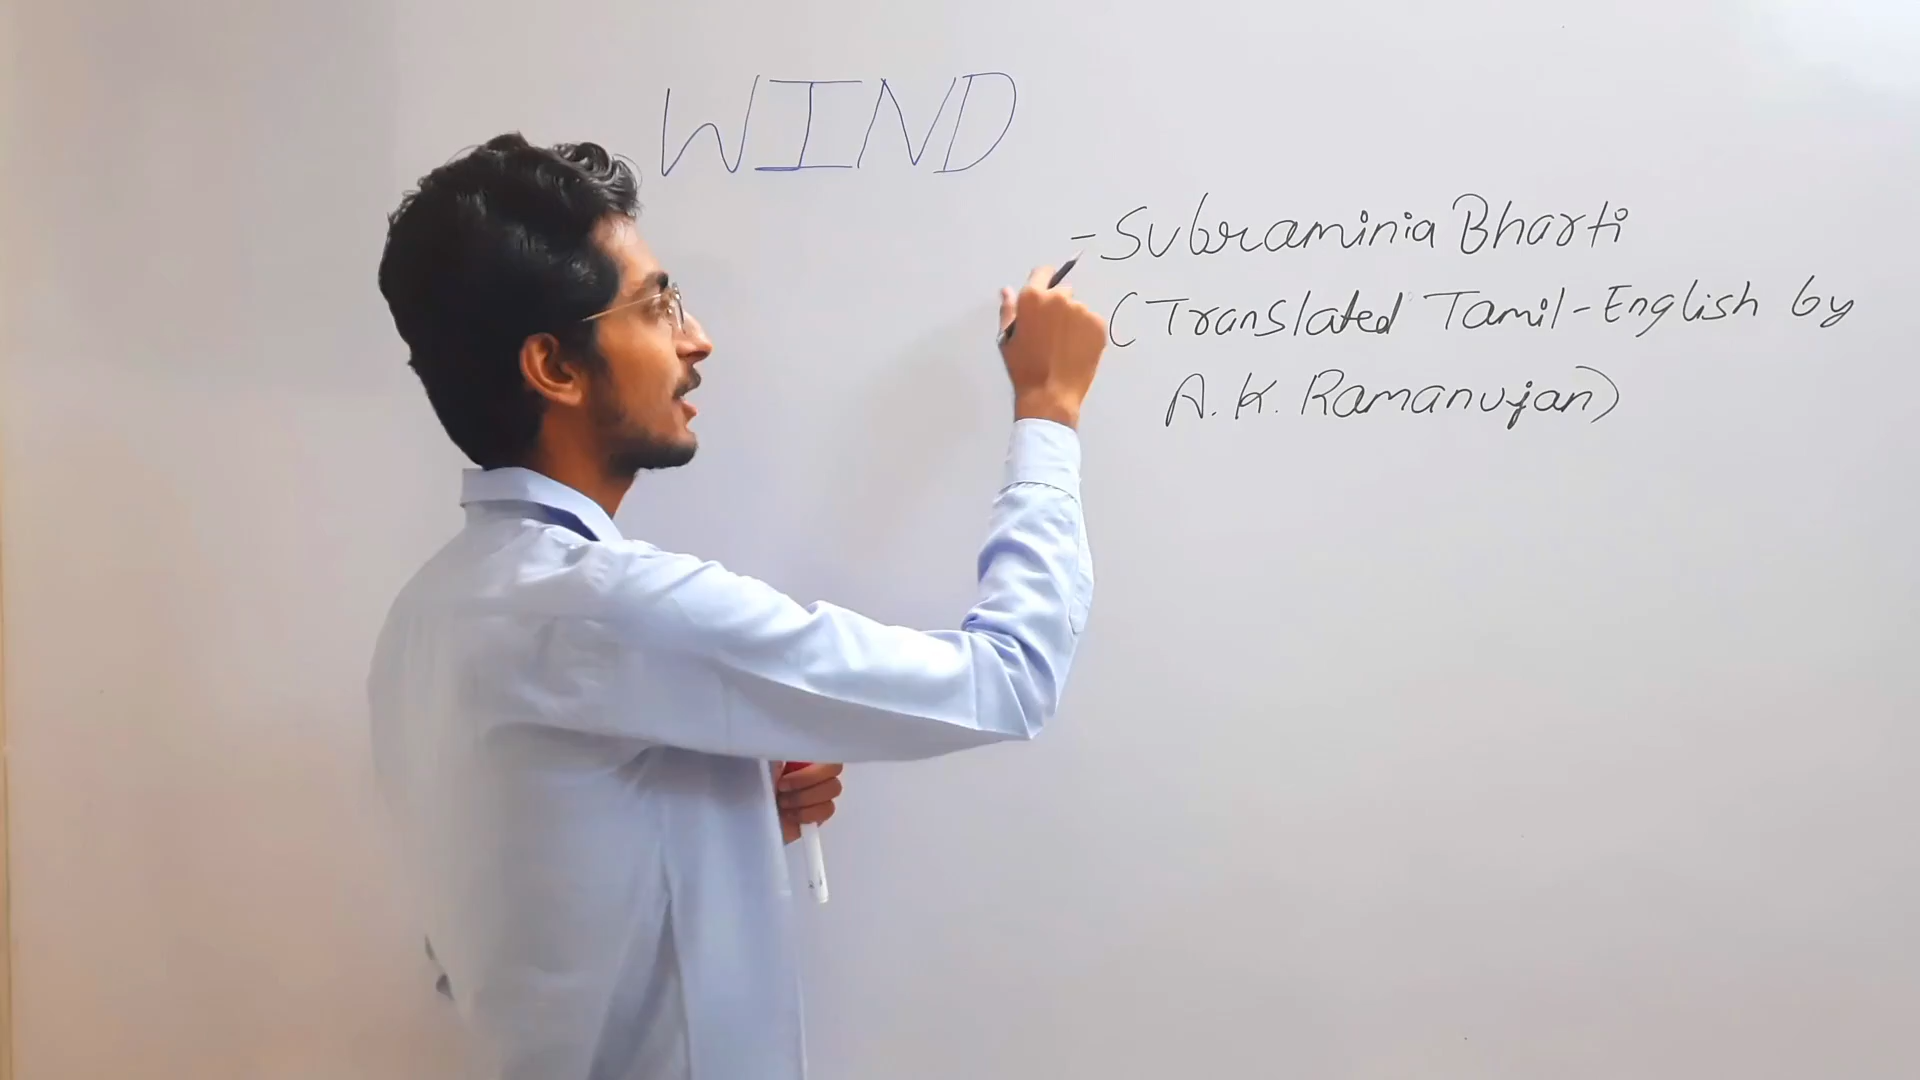 WIND
- Subraminia Bharti
(Translated Tamil-English by
A. K. Ramanujan)